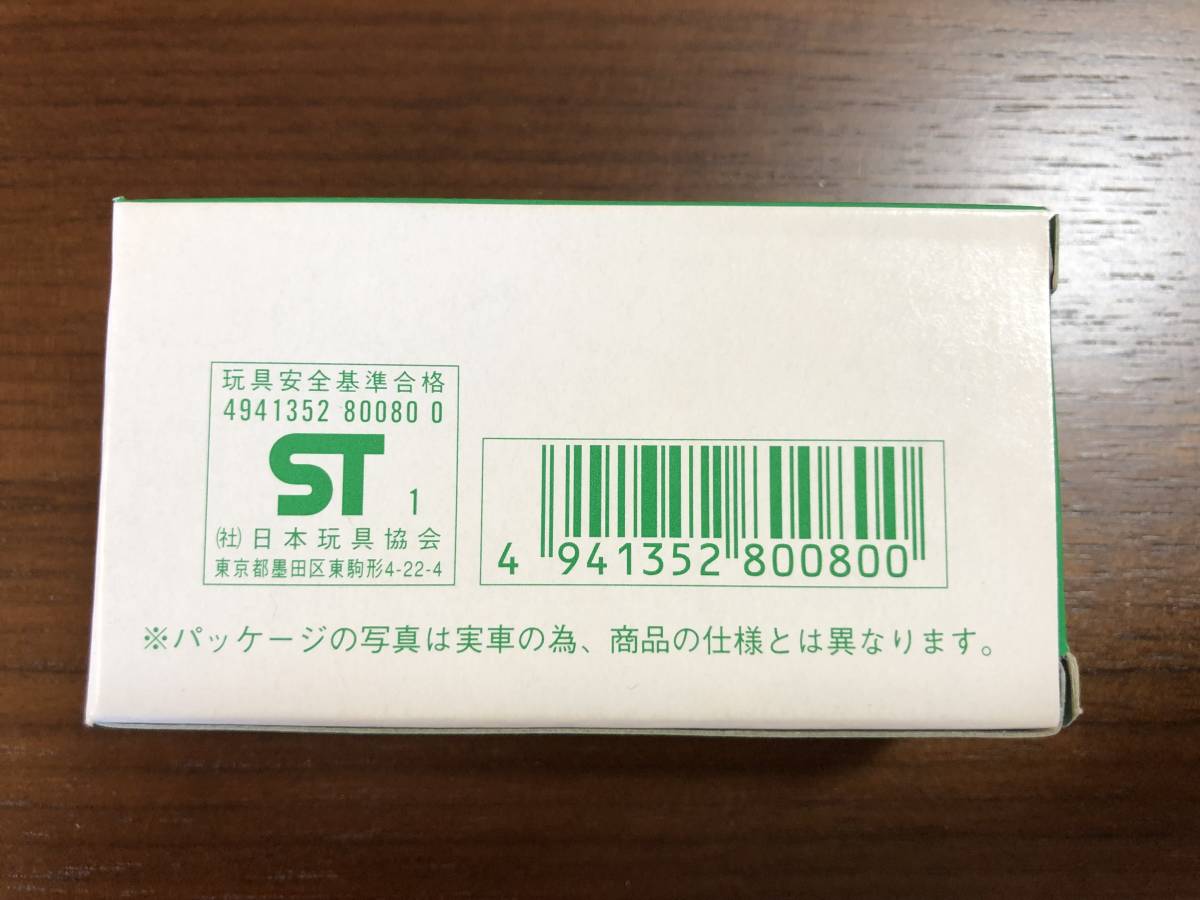 玩具安全基準合格
4941352 80080 0
ST 1
㈳日本玩具協会
東京都墨田区東駒形4-22-4
4 941352 800800
※パッケージの写真は実車の為、商品の仕様とは異なります。